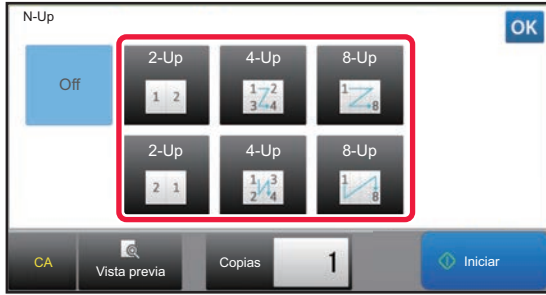 N-Up
OK
Off
2-Up
4-Up
8-Up
1 2
1 2
3 4
1
8
2-Up
4-Up
8-Up
2 1
1 3
2 4
1
8
CA
Vista previa
Copias
1
Iniciar